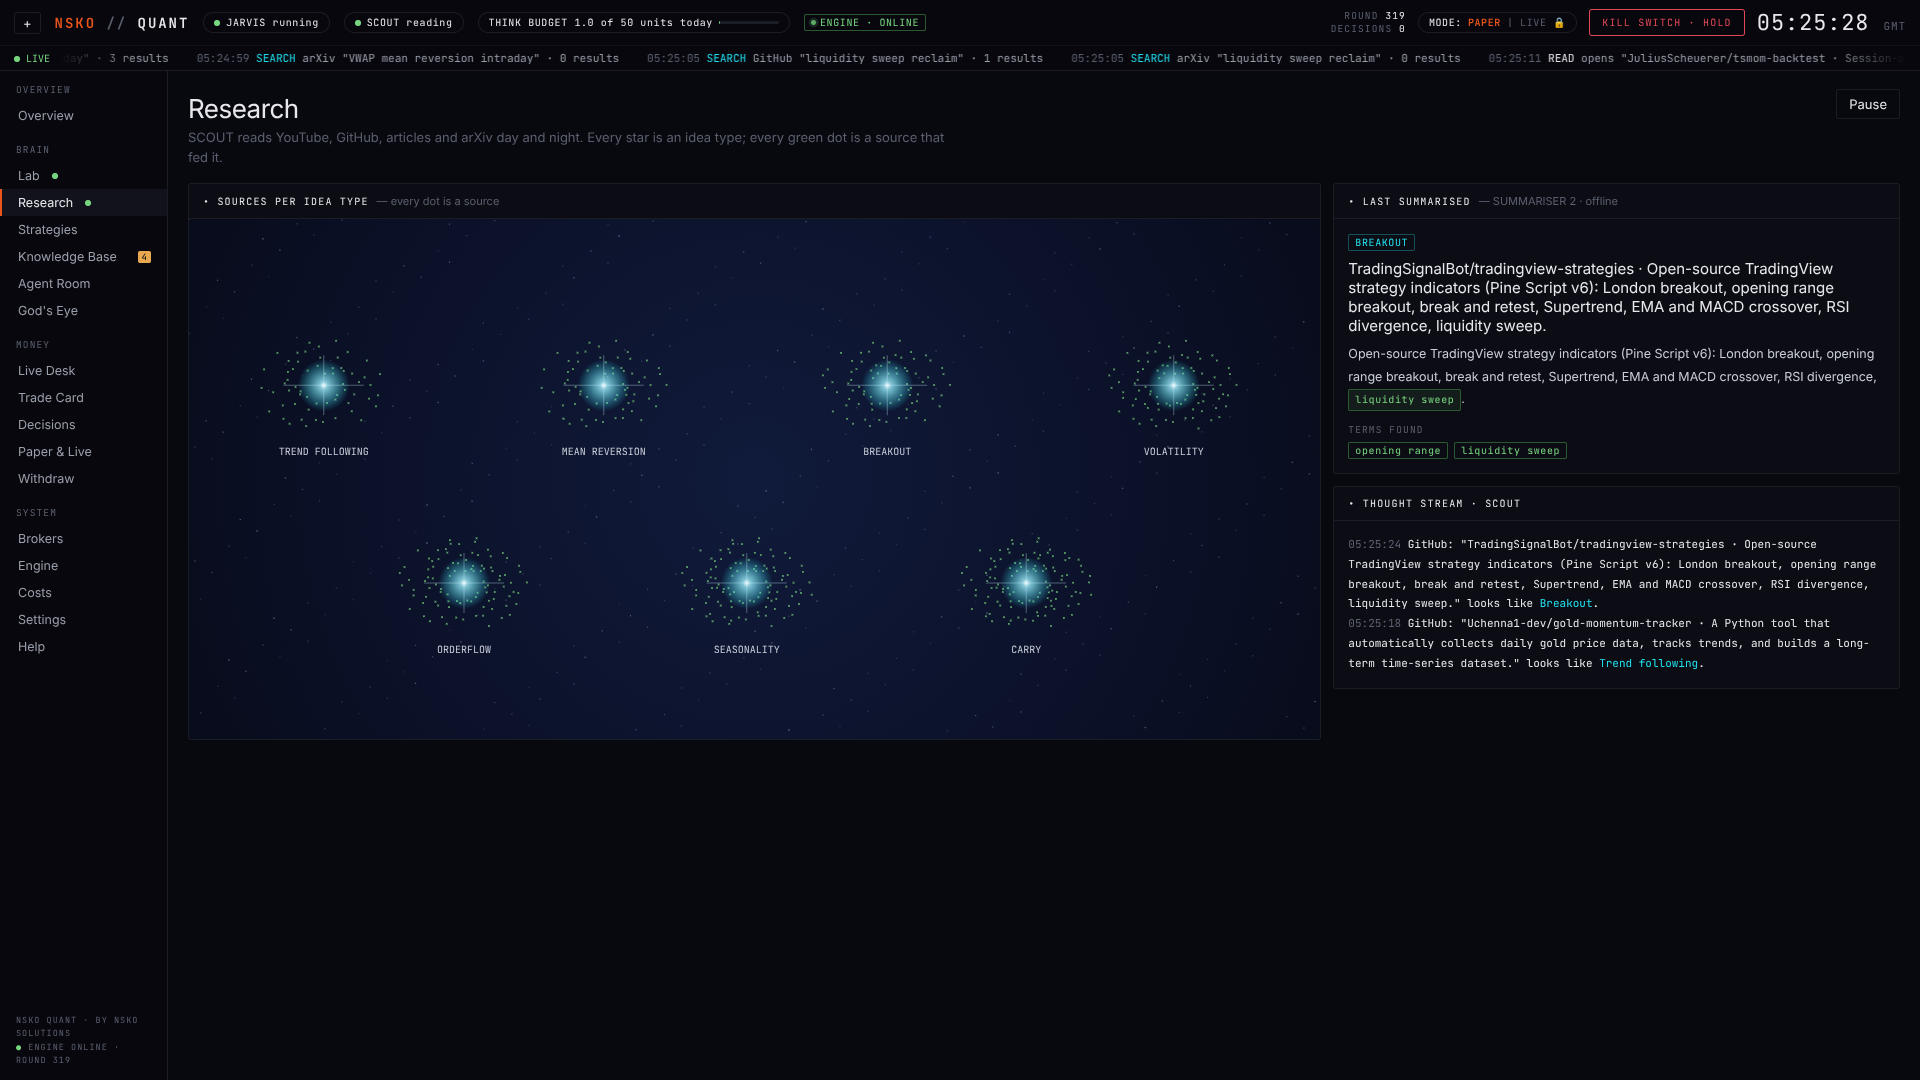 + NSKO // QUANT
JARVIS running
SCOUT reading
THINK BUDGET 1.0 of 50 units today
ENGINE · ONLINE
ROUND 319
DECISIONS 0
MODE: PAPER | LIVE
KILL SWITCH · HOLD
05:25:28 GMT
LIVE
· 3 results
05:24:59 SEARCH arXiv "VWAP mean reversion intraday" · 0 results
05:25:05 SEARCH GitHub "liquidity sweep reclaim" · 1 results
05:25:05 SEARCH arXiv "liquidity sweep reclaim" · 0 results
05:25:11 READ opens "JuliusScheuerer/tsmom-backtest · Session-
OVERVIEW
Overview
BRAIN
Lab
Research
Strategies
Knowledge Base 4
Agent Room
God's Eye
MONEY
Live Desk
Trade Card
Decisions
Paper & Live
Withdraw
SYSTEM
Brokers
Engine
Costs
Settings
Help
NSKO QUANT · BY NSKO
SOLUTIONS
ENGINE ONLINE ·
ROUND 319
Research
Pause
SCOUT reads YouTube, GitHub, articles and arXiv day and night. Every star is an idea type; every green dot is a source that
fed it.
• SOURCES PER IDEA TYPE — every dot is a source
TREND FOLLOWING
MEAN REVERSION
BREAKOUT
VOLATILITY
ORDERFLOW
SEASONALITY
CARRY
• LAST SUMMARISED — SUMMARISER 2 · offline
BREAKOUT
TradingSignalBot/tradingview-strategies · Open-source TradingView
strategy indicators (Pine Script v6): London breakout, opening range
breakout, break and retest, Supertrend, EMA and MACD crossover, RSI
divergence, liquidity sweep.
Open-source TradingView strategy indicators (Pine Script v6): London breakout, opening
range breakout, break and retest, Supertrend, EMA and MACD crossover, RSI divergence,
liquidity sweep.
TERMS FOUND
opening range
liquidity sweep
• THOUGHT STREAM · SCOUT
05:25:24 GitHub: "TradingSignalBot/tradingview-strategies · Open-source
TradingView strategy indicators (Pine Script v6): London breakout, opening range
breakout, break and retest, Supertrend, EMA and MACD crossover, RSI divergence,
liquidity sweep." looks like Breakout.
05:25:18 GitHub: "Uchenna1-dev/gold-momentum-tracker · A Python tool that
automatically collects daily gold price data, tracks trends, and builds a long-
term time-series dataset." looks like Trend following.